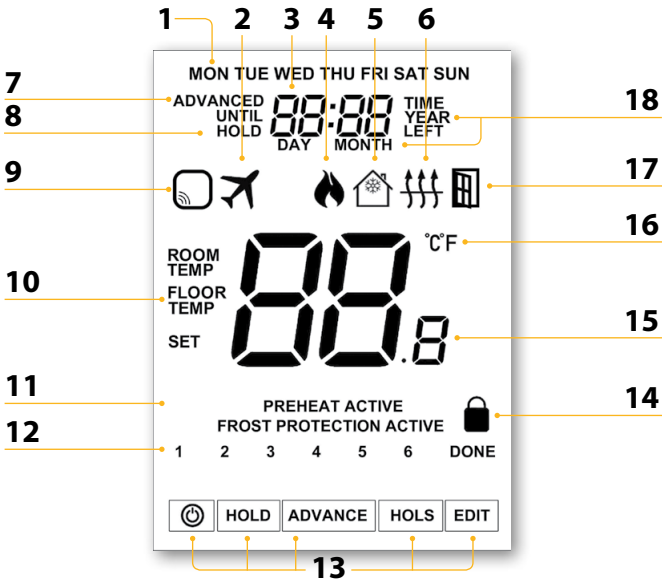 1 2 3 4 5 6
MON TUE WED THU FRI SAT SUN
7 ADVANCED 88:88 TIME 18
8 UNTIL YEAR
HOLD LEFT
DAY MONTH
9 17
°C°F 16
ROOM
TEMP
10 FLOOR
TEMP
88.8
SET 15
11 14
PREHEAT ACTIVE
FROST PROTECTION ACTIVE
12
1 2 3 4 5 6 DONE
HOLD ADVANCE HOLS EDIT
13